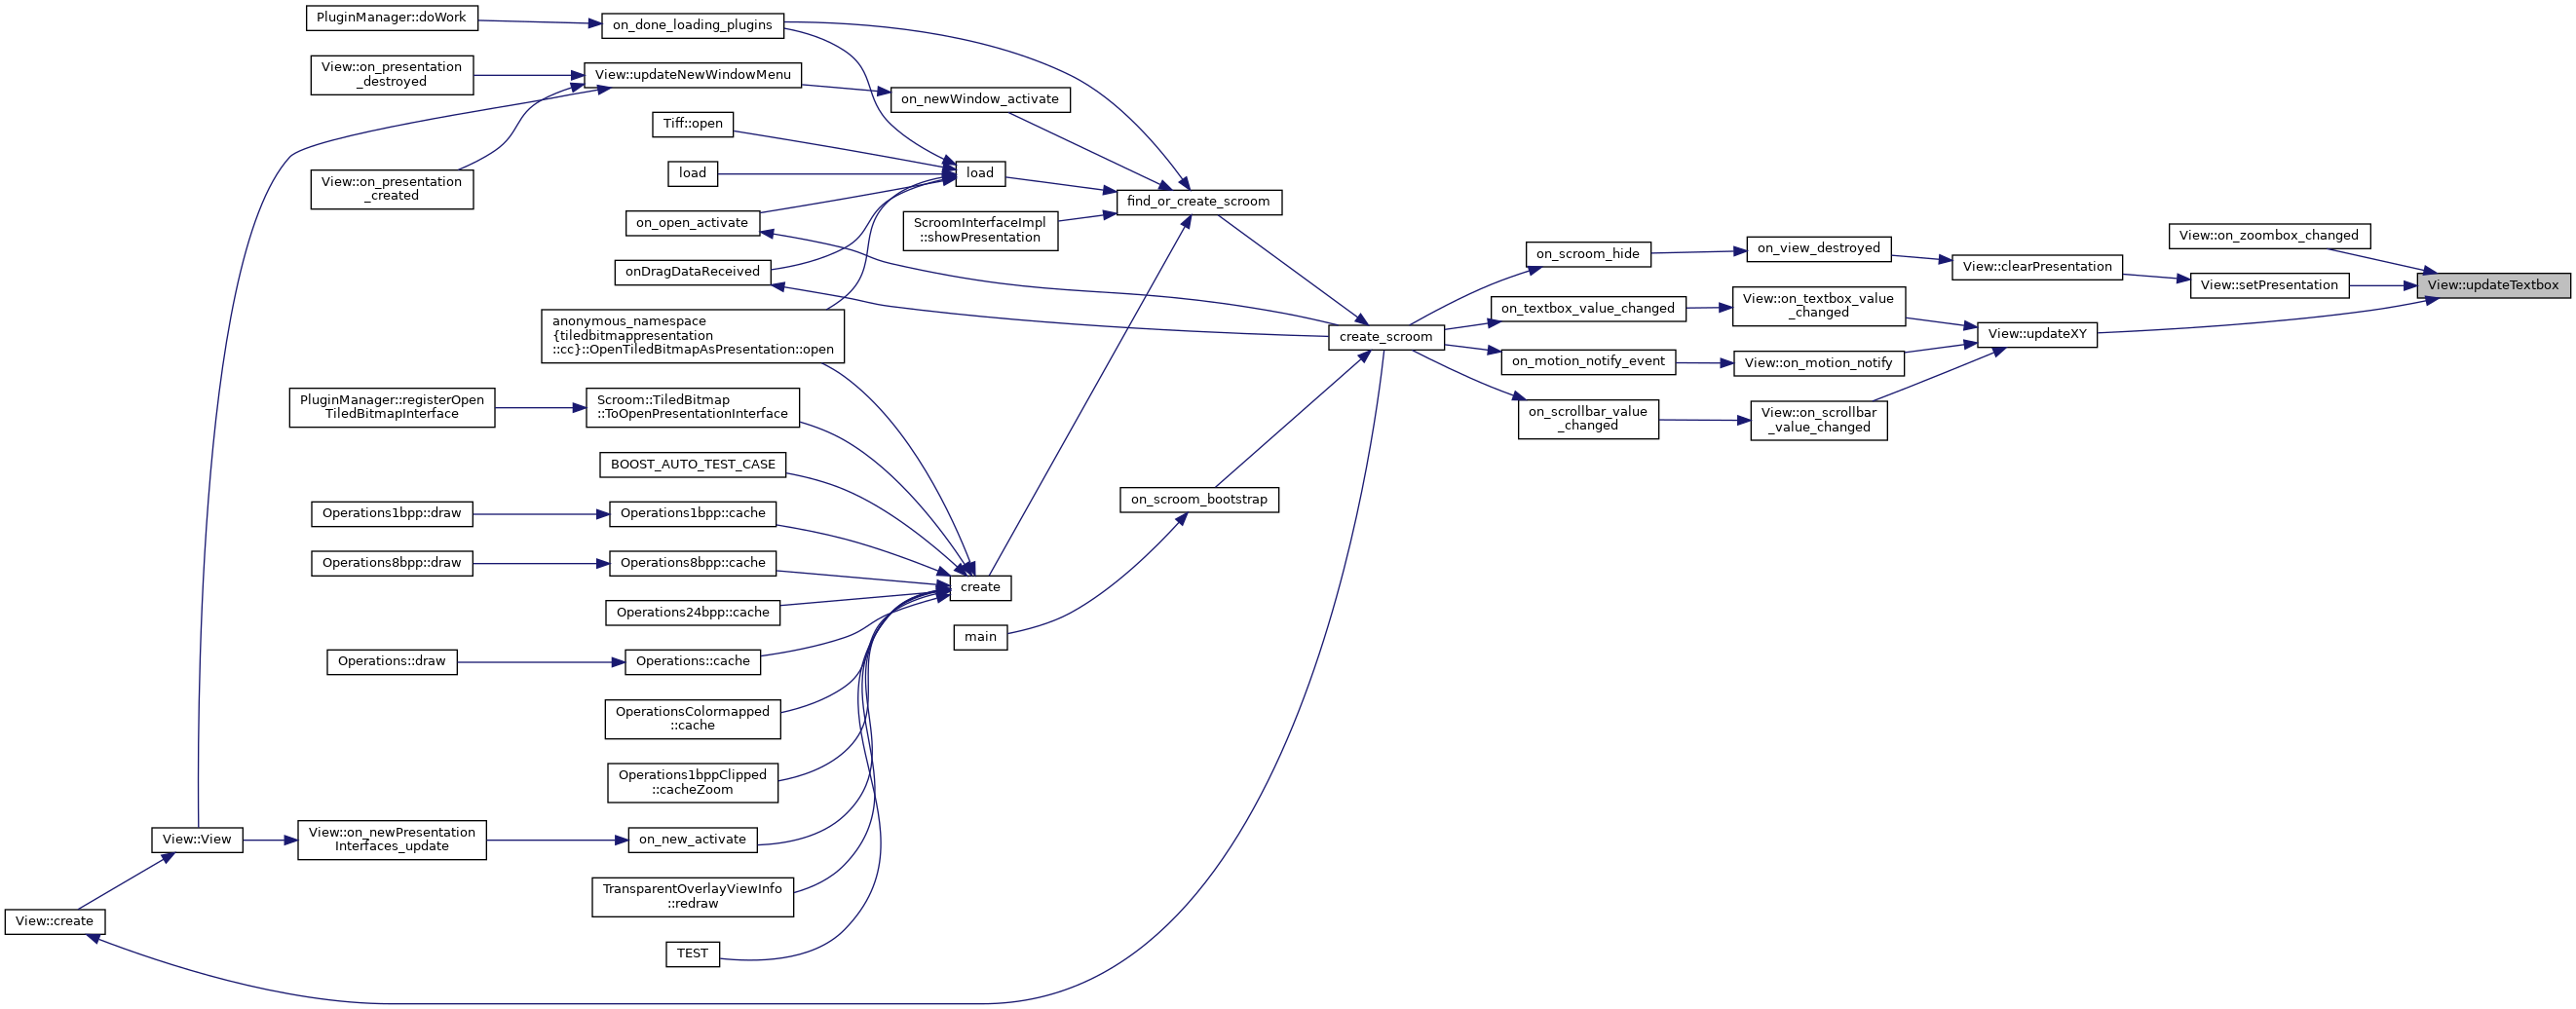 PluginManager::doWork
on_done_loading_plugins
View::on_presentation
_destroyed
View::updateNewWindowMenu
on_newWindow_activate
Tiff::open
load
load
View::on_presentation
_created
find_or_create_scroom
on_open_activate
ScroomInterfaceImpl
::showPresentation
onDragDataReceived
View::on_zoombox_changed
on_scroom_hide
on_view_destroyed
View::clearPresentation
View::setPresentation
View::updateTextbox
anonymous_namespace
{tiledbitmappresentation
::cc}::OpenTiledBitmapAsPresentation::open
create_scroom
on_textbox_value_changed
View::on_textbox_value
_changed
View::updateXY
on_motion_notify_event
View::on_motion_notify
PluginManager::registerOpen
TiledBitmapInterface
Scroom::TiledBitmap
::ToOpenPresentationInterface
on_scrollbar_value
_changed
View::on_scrollbar
_value_changed
BOOST_AUTO_TEST_CASE
on_scroom_bootstrap
Operations1bpp::draw
Operations1bpp::cache
Operations8bpp::draw
Operations8bpp::cache
create
Operations24bpp::cache
main
Operations::draw
Operations::cache
OperationsColormapped
::cache
Operations1bppClipped
::cacheZoom
View::View
View::on_newPresentation
Interfaces_update
on_new_activate
TransparentOverlayViewInfo
::redraw
View::create
TEST